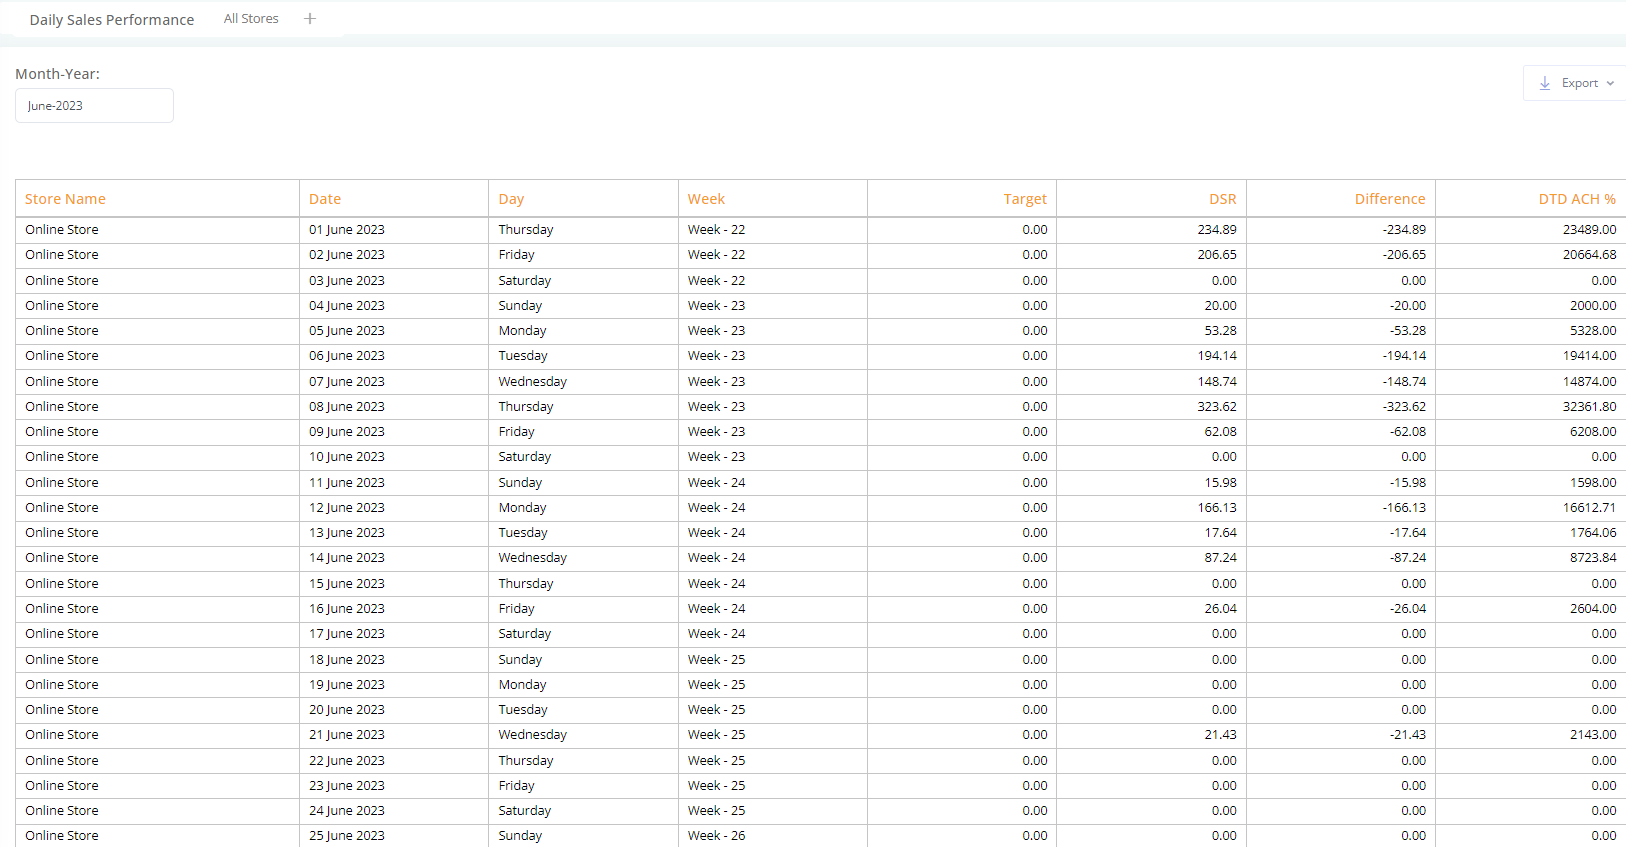 Daily Sales Performance All Stores +
Month-Year:
June-2023
Export
Store Name Date Day Week Target DSR Difference DTD ACH %
Online Store 01 June 2023 Thursday Week - 22 0.00 234.89 -234.89 23489.00
Online Store 02 June 2023 Friday Week - 22 0.00 206.65 -206.65 20664.68
Online Store 03 June 2023 Saturday Week - 22 0.00 0.00 0.00 0.00
Online Store 04 June 2023 Sunday Week - 23 0.00 20.00 -20.00 2000.00
Online Store 05 June 2023 Monday Week - 23 0.00 53.28 -53.28 5328.00
Online Store 06 June 2023 Tuesday Week - 23 0.00 194.14 -194.14 19414.00
Online Store 07 June 2023 Wednesday Week - 23 0.00 148.74 -148.74 14874.00
Online Store 08 June 2023 Thursday Week - 23 0.00 323.62 -323.62 32361.80
Online Store 09 June 2023 Friday Week - 23 0.00 62.08 -62.08 6208.00
Online Store 10 June 2023 Saturday Week - 23 0.00 0.00 0.00 0.00
Online Store 11 June 2023 Sunday Week - 24 0.00 15.98 -15.98 1598.00
Online Store 12 June 2023 Monday Week - 24 0.00 166.13 -166.13 16612.71
Online Store 13 June 2023 Tuesday Week - 24 0.00 17.64 -17.64 1764.06
Online Store 14 June 2023 Wednesday Week - 24 0.00 87.24 -87.24 8723.84
Online Store 15 June 2023 Thursday Week - 24 0.00 0.00 0.00 0.00
Online Store 16 June 2023 Friday Week - 24 0.00 26.04 -26.04 2604.00
Online Store 17 June 2023 Saturday Week - 24 0.00 0.00 0.00 0.00
Online Store 18 June 2023 Sunday Week - 25 0.00 0.00 0.00 0.00
Online Store 19 June 2023 Monday Week - 25 0.00 0.00 0.00 0.00
Online Store 20 June 2023 Tuesday Week - 25 0.00 0.00 0.00 0.00
Online Store 21 June 2023 Wednesday Week - 25 0.00 21.43 -21.43 2143.00
Online Store 22 June 2023 Thursday Week - 25 0.00 0.00 0.00 0.00
Online Store 23 June 2023 Friday Week - 25 0.00 0.00 0.00 0.00
Online Store 24 June 2023 Saturday Week - 25 0.00 0.00 0.00 0.00
Online Store 25 June 2023 Sunday Week - 26 0.00 0.00 0.00 0.00